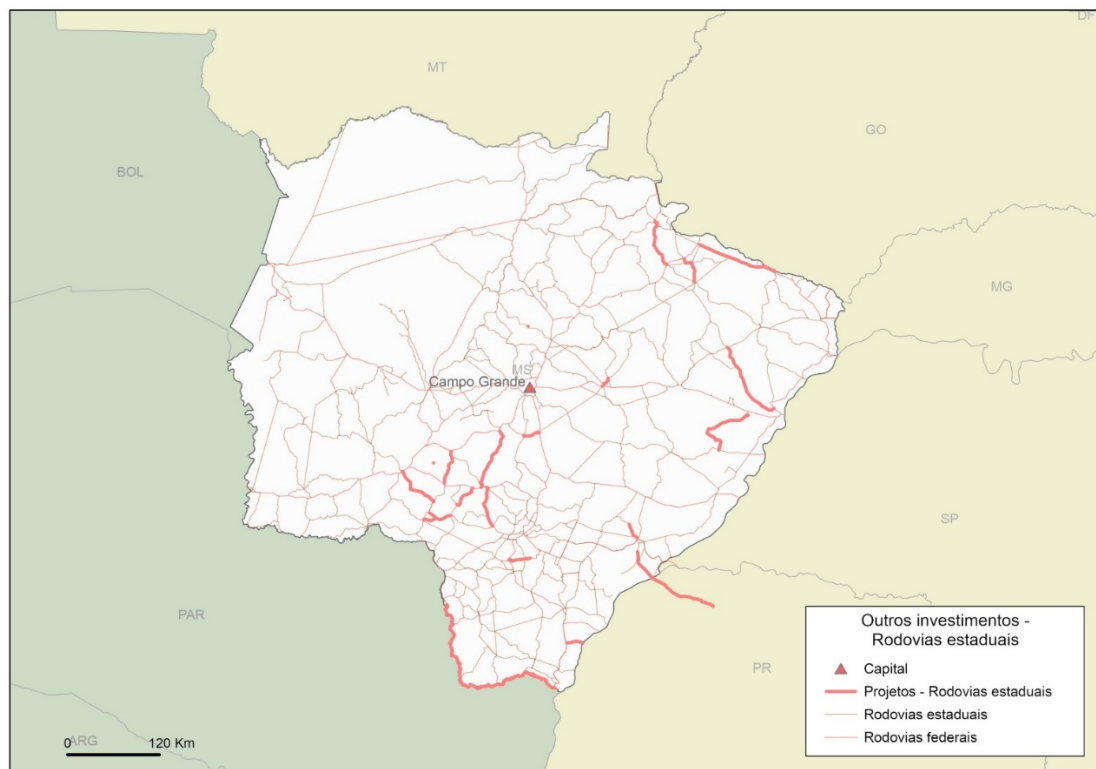 DF
MT
GO
BOL
MG
MS
Campo Grande
SP
PAR
PR
ARG
0 120 Km
Outros investimentos -
Rodovias estaduais
Capital
Projetos - Rodovias estaduais
Rodovias estaduais
Rodovias federais